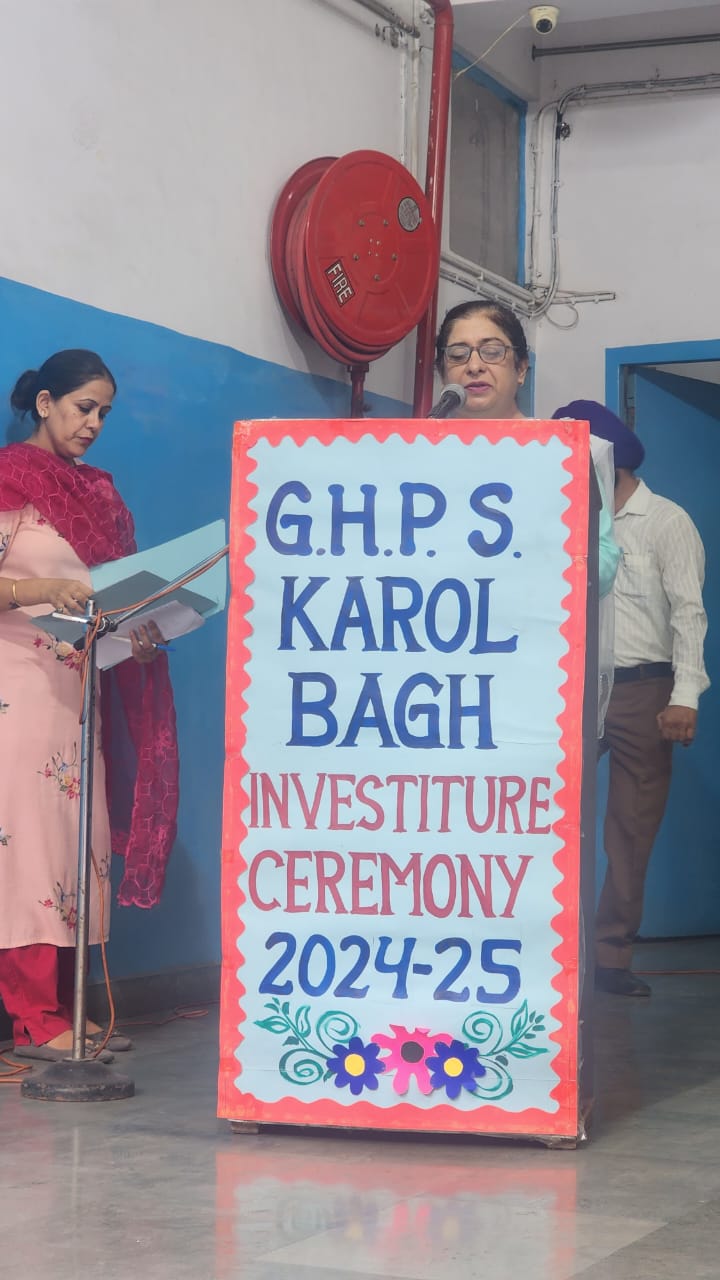 FIRE
G.H.P. S.
KAROL
BAGH
INVESTITURE
CEREMONY
2024-25